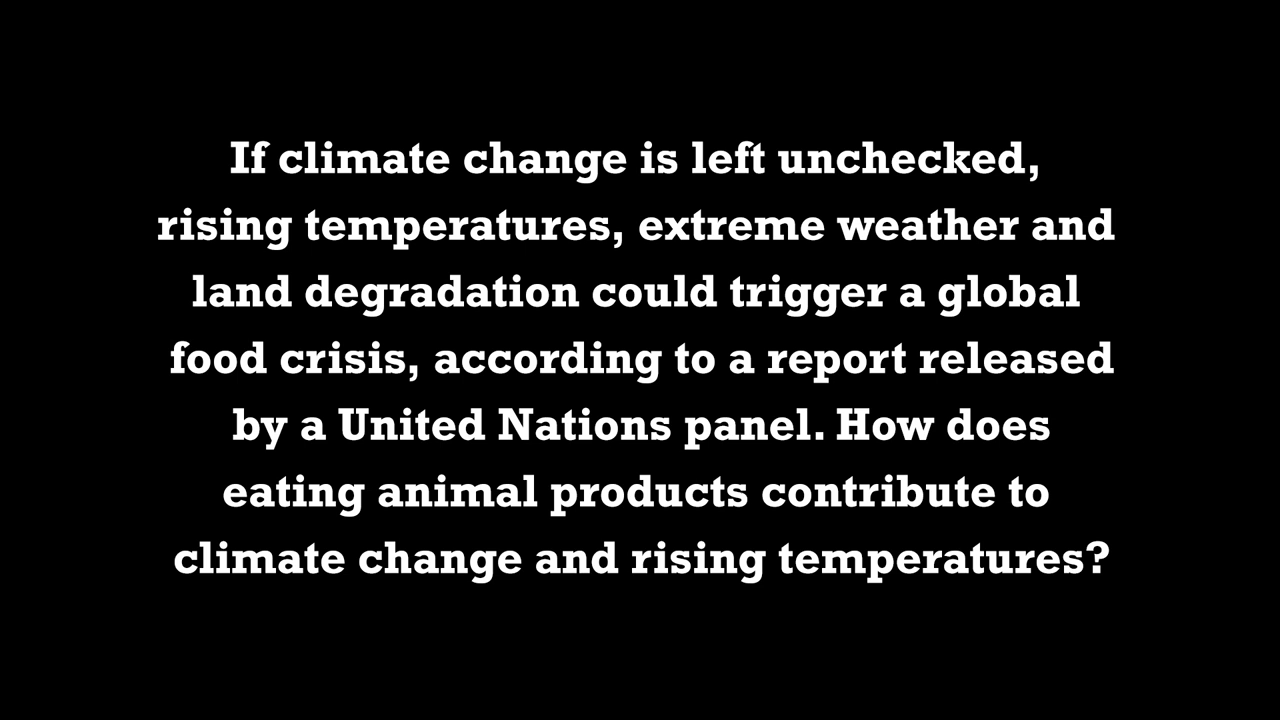 If climate change is left unchecked,
rising temperatures, extreme weather and
land degradation could trigger a global
food crisis, according to a report released
by a United Nations panel. How does
eating animal products contribute to
climate change and rising temperatures?